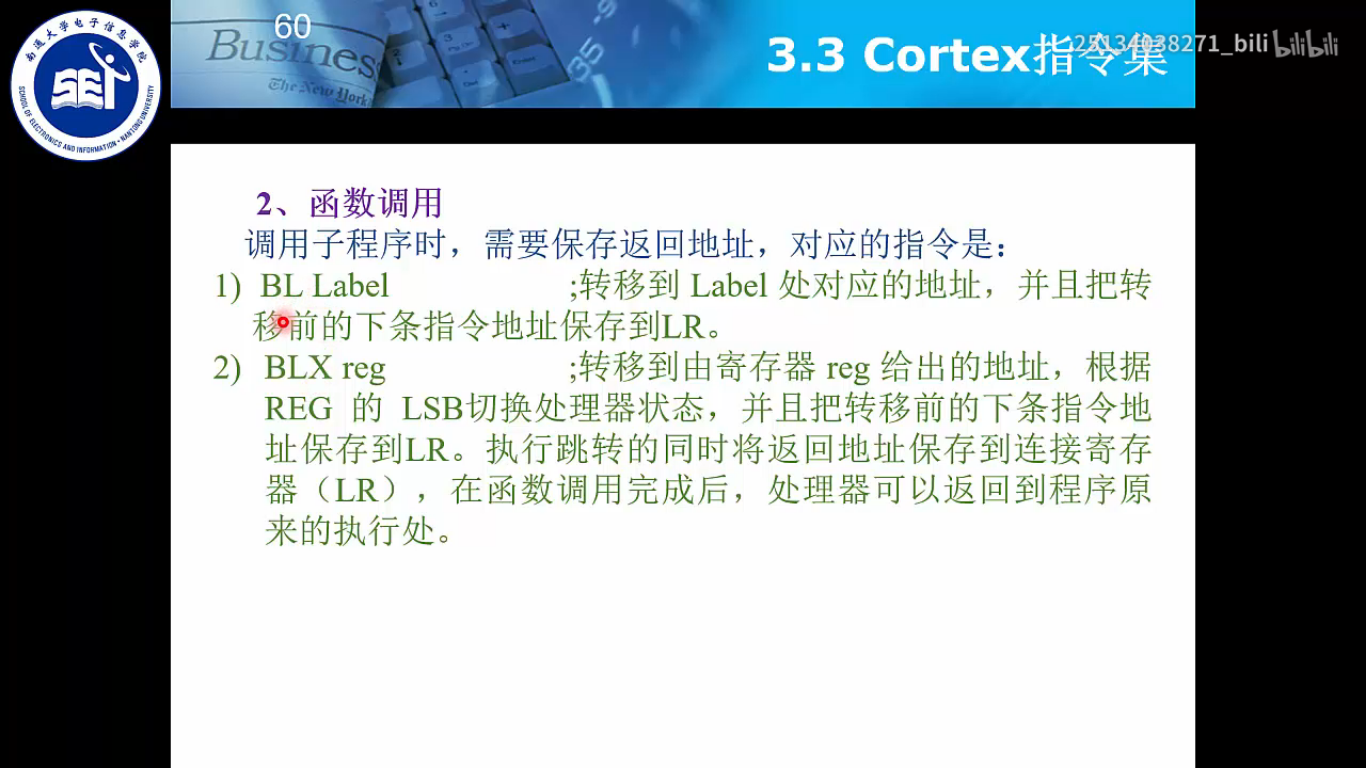 60
Business
The New York
3.3 Cortex指令集
bilibili
南通大学电子信息学院
SEI
SCHOOL OF ELECTRONICS AND INFORMATION · NANTONG UNIVERSITY
2、函数调用
调用子程序时，需要保存返回地址，对应的指令是：
1) BL Label ;转移到 Label 处对应的地址，并且把转
移前的下条指令地址保存到LR。
2) BLX reg ;转移到由寄存器 reg 给出的地址，根据
REG 的 LSB切换处理器状态，并且把转移前的下条指令地
址保存到LR。执行跳转的同时将返回地址保存到连接寄存
器（LR），在函数调用完成后，处理器可以返回到程序原
来的执行处。